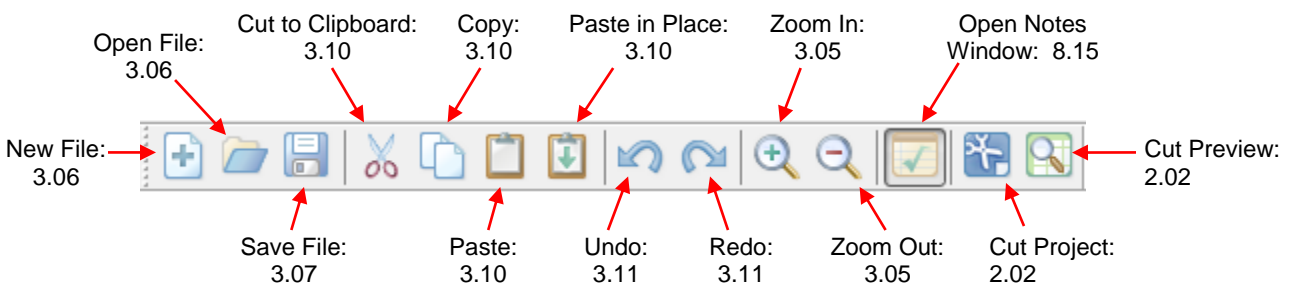 Cut to Clipboard:
3.10
Copy:
3.10
Paste in Place:
3.10
Zoom In:
3.05
Open Notes
Window:  8.15
Open File:
3.06
New File:
3.06
Cut Preview:
2.02
Save File:
3.07
Paste:
3.10
Undo:
3.11
Redo:
3.11
Zoom Out:
3.05
Cut Project:
2.02